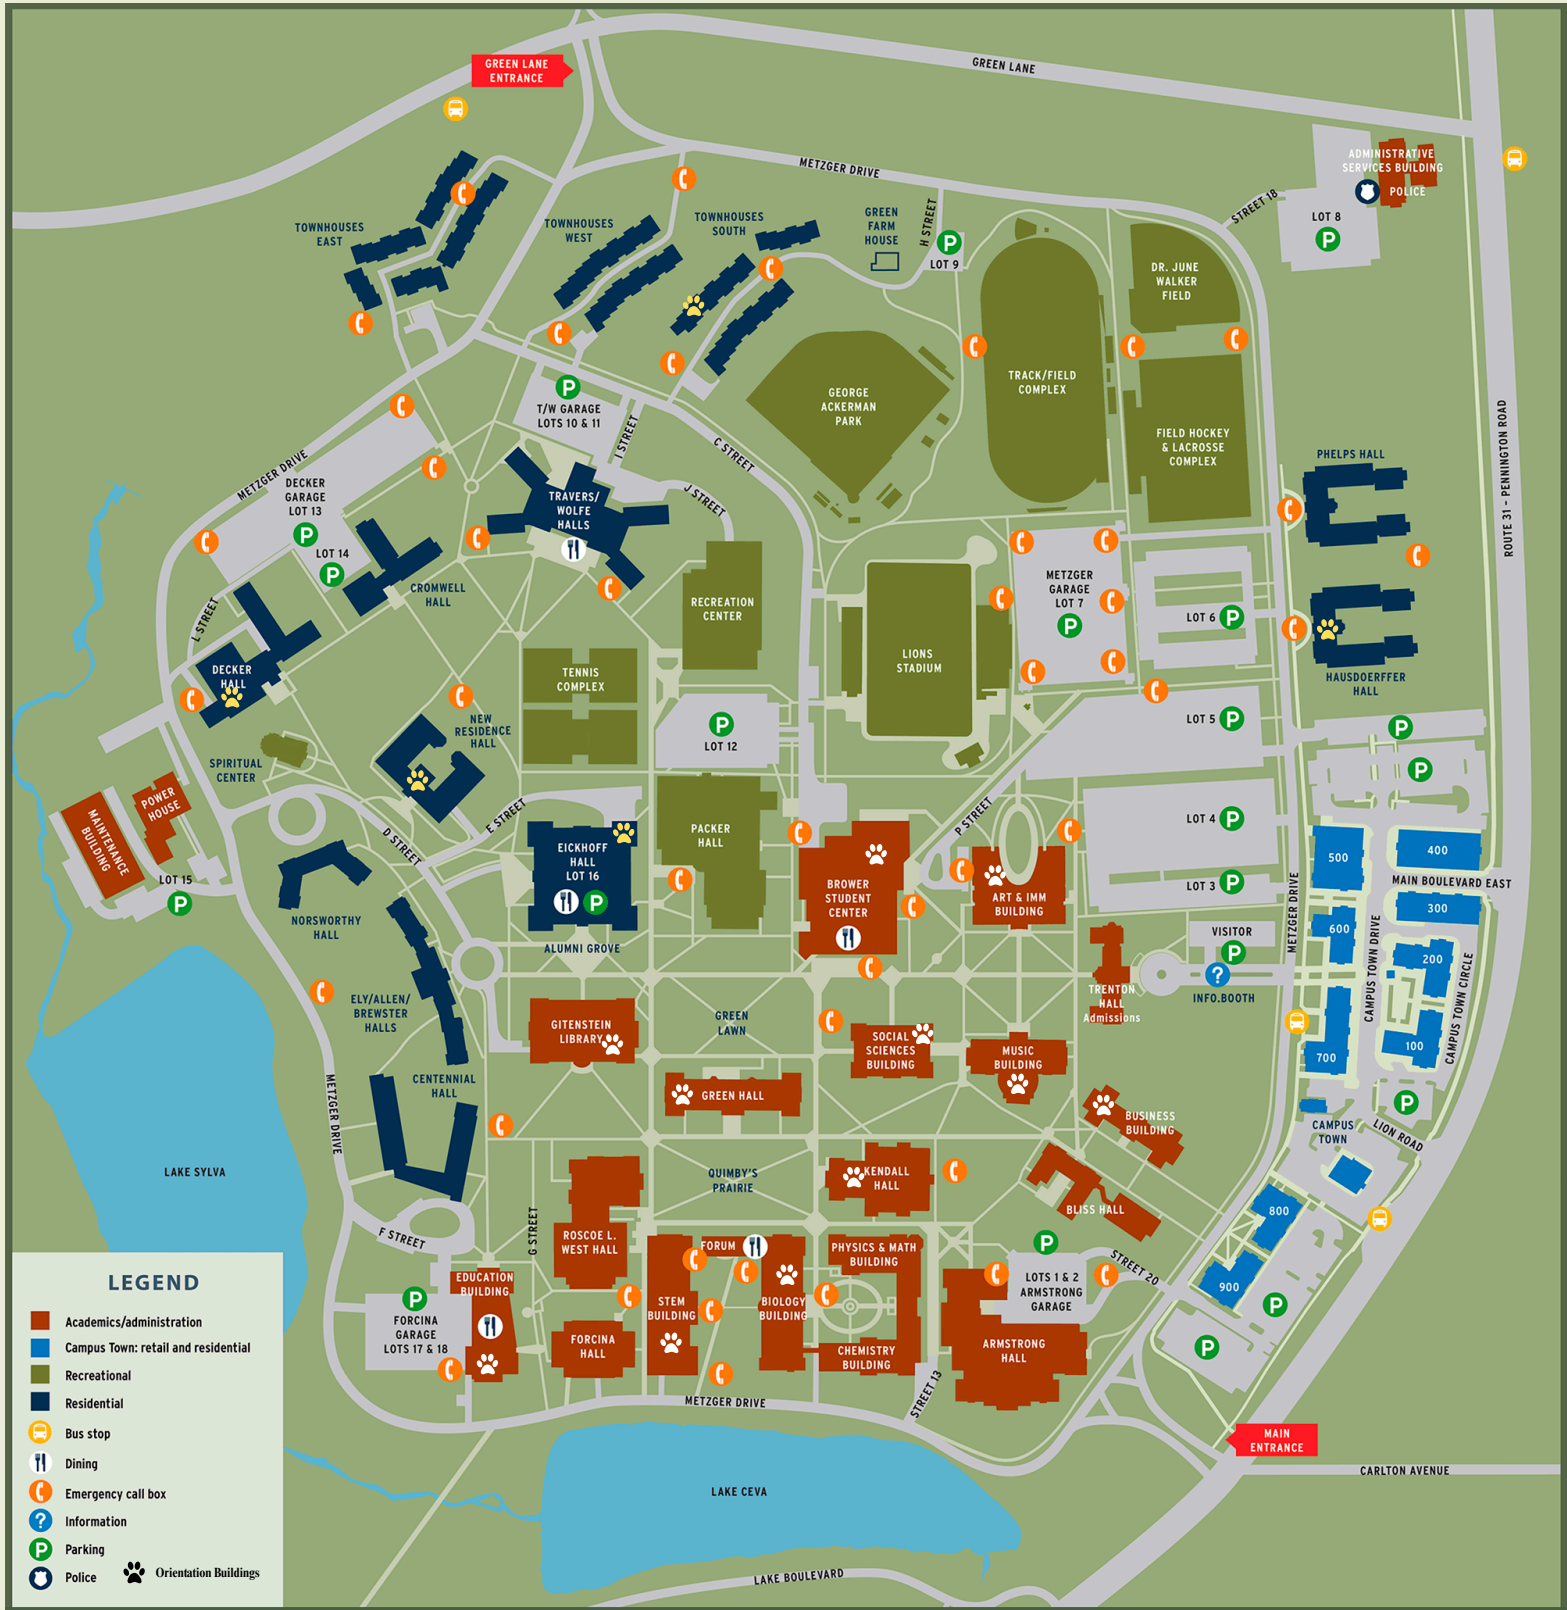 GREEN LANE
ENTRANCE
GREEN LANE
METZGER DRIVE
ADMINISTRATIVE
SERVICES BUILDING
POLICE
STREET 18
LOT 8
P
TOWNHOUSES
EAST
TOWNHOUSES
WEST
TOWNHOUSES
SOUTH
GREEN
FARM
HOUSE
H STREET
P
LOT 9
DR. JUNE
WALKER
FIELD
TRACK/FIELD
COMPLEX
GEORGE
ACKERMAN
PARK
FIELD HOCKEY
& LACROSSE
COMPLEX
P
T/W GARAGE
LOTS 10 & 11
I STREET
C STREET
J STREET
METZGER DRIVE
DECKER
GARAGE
LOT 13
P
LOT 14
P
TRAVERS/
WOLFE
HALLS
PHELPS HALL
ROUTE 31 - PENNINGTON ROAD
CROMWELL
HALL
L STREET
RECREATION
CENTER
METZGER
GARAGE
LOT 7
P
LOT 6
P
LIONS
STADIUM
HAUSDOERFFER
HALL
DECKER
HALL
TENNIS
COMPLEX
NEW
RESIDENCE
HALL
P
LOT 12
LOT 5
P
P
P
SPIRITUAL
CENTER
MAINTENANCE
BUILDING
POWER
HOUSE
LOT 15
P
D STREET
E STREET
EICKHOFF
HALL
LOT 16
P
PACKER
HALL
P STREET
LOT 4
P
BROWER
STUDENT
CENTER
ART & IMM
BUILDING
LOT 3
P
500
400
MAIN BOULEVARD EAST
300
600
200
100
700
METZGER DRIVE
CAMPUS TOWN DRIVE
CAMPUS TOWN CIRCLE
NORSWORTHY
HALL
ALUMNI GROVE
VISITOR
P
?
INFO.BOOTH
TRENTON
HALL
Admissions
ELY/ALLEN/
BREWSTER
HALLS
GITENSTEIN
LIBRARY
GREEN
LAWN
SOCIAL
SCIENCES
BUILDING
MUSIC
BUILDING
CENTENNIAL
HALL
GREEN HALL
BUSINESS
BUILDING
P
CAMPUS
TOWN
LION ROAD
METZGER DRIVE
LAKE SYLVA
QUIMBY'S
PRAIRIE
KENDALL
HALL
BLISS HALL
800
900
F STREET
G STREET
ROSCOE L.
WEST HALL
FORUM
PHYSICS & MATH
BUILDING
P
LOTS 1 & 2
ARMSTRONG
GARAGE
STREET 20
P
P
EDUCATION
BUILDING
P
FORCINA
GARAGE
LOTS 17 & 18
FORCINA
HALL
STEM
BUILDING
BIOLOGY
BUILDING
CHEMISTRY
BUILDING
ARMSTRONG
HALL
STREET 13
METZGER DRIVE
MAIN
ENTRANCE
CARLTON AVENUE
LAKE CEVA
LAKE BOULEVARD
LEGEND
Academics/administration
Campus Town: retail and residential
Recreational
Residential
Bus stop
Dining
Emergency call box
? Information
P Parking
Police
Orientation Buildings